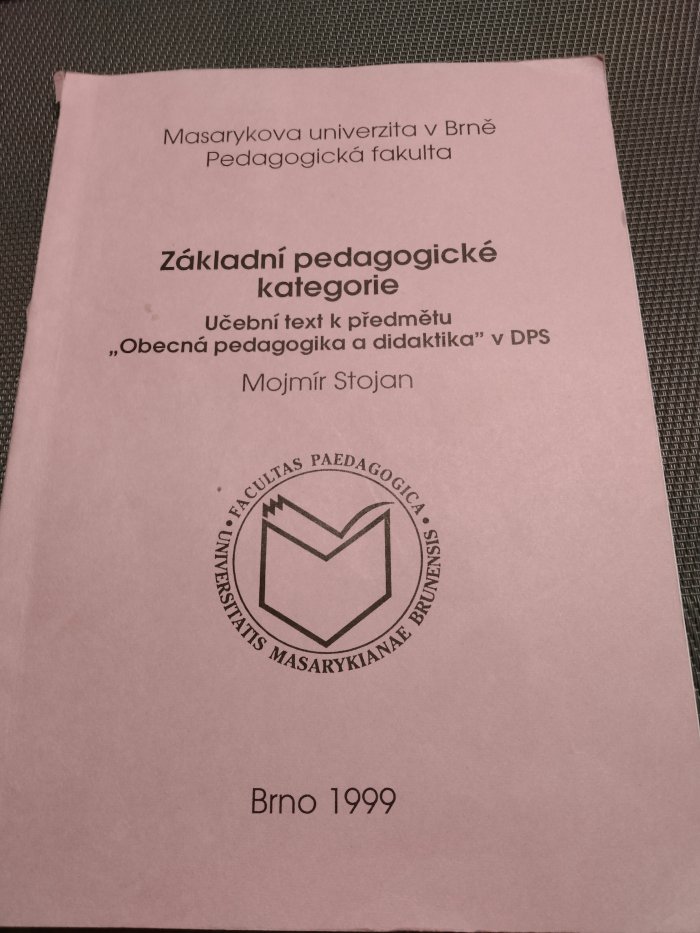 Masarykova univerzita v Brně
Pedagogická fakulta
Základní pedagogické
kategorie
Učební text k předmětu
„Obecná pedagogika a didaktika” v DPS
Mojmír Stojan
• FACULTAS PAEDAGOGICA •
UNIVERSITATIS MASARYKIANAE BRUNENSIS
Brno 1999